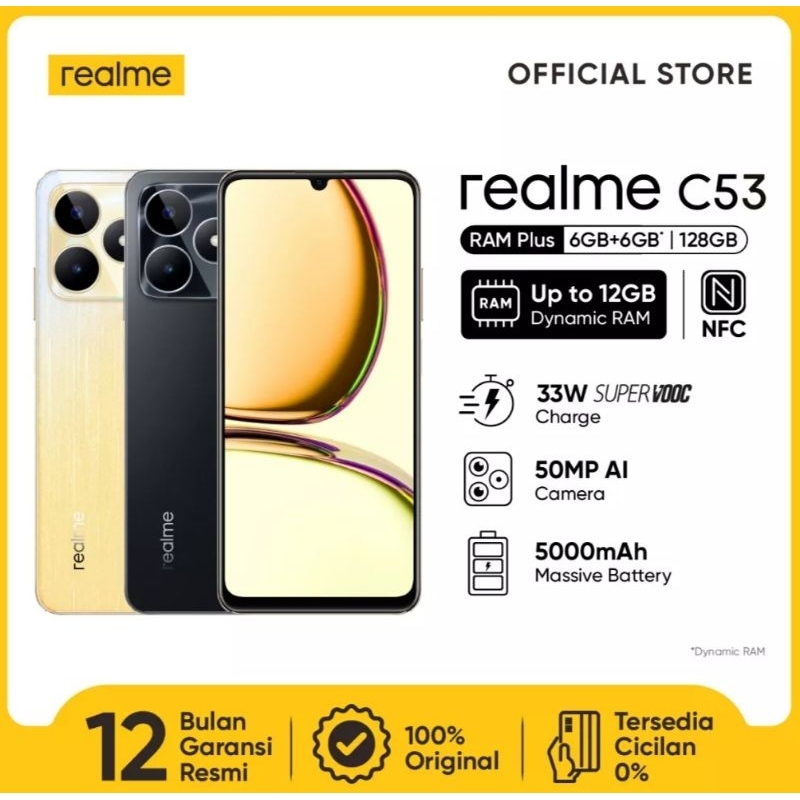 realme
OFFICIAL STORE
realme C53
RAM Plus 6GB+6GB* | 128GB
RAM
Up to 12GB
Dynamic RAM
N
NFC
33W SUPERVOOC
Charge
50MP AI
Camera
5000mAh
Massive Battery
realme
realme
*Dynamic RAM
12 Bulan
Garansi
Resmi
100%
Original
Tersedia
Cicilan
0%